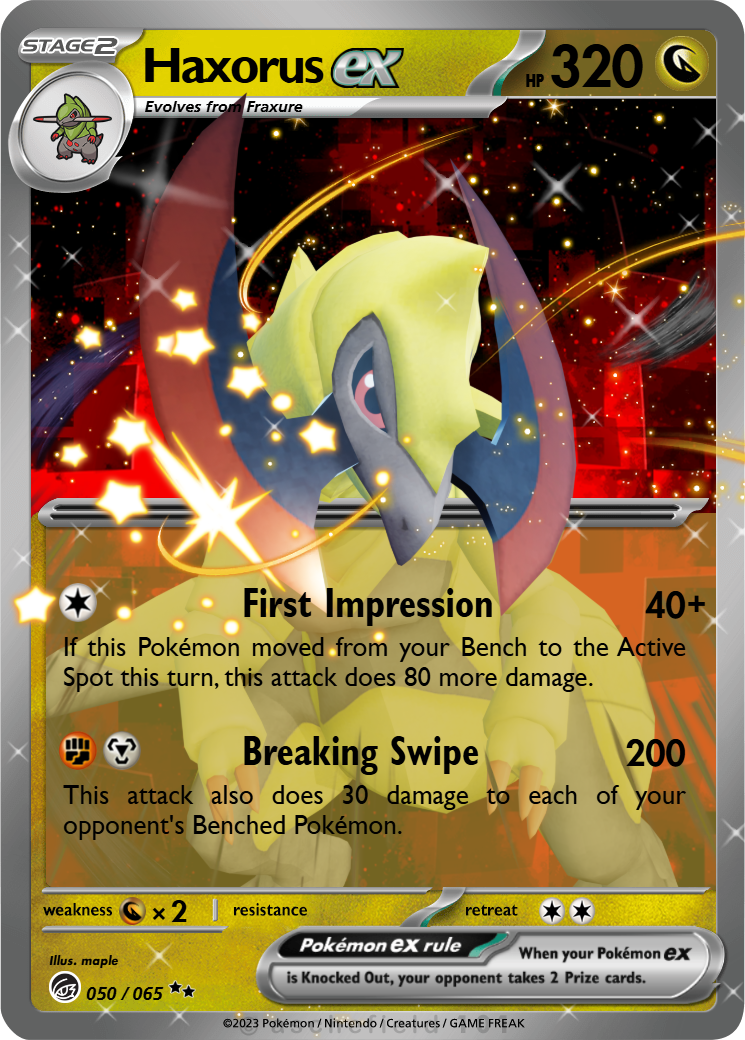 STAGE2
Haxorus ex
HP 320
Evolves from Fraxure
First Impression 40+
If this Pokémon moved from your Bench to the Active
Spot this turn, this attack does 80 more damage.
Breaking Swipe 200
This attack also does 30 damage to each of your
opponent's Benched Pokémon.
weakness × 2 resistance retreat
Pokémon ex rule
When your Pokémon ex
is Knocked Out, your opponent takes 2 Prize cards.
Illus. maple
050 / 065
©2023 Pokémon / Nintendo / Creatures / GAME FREAK